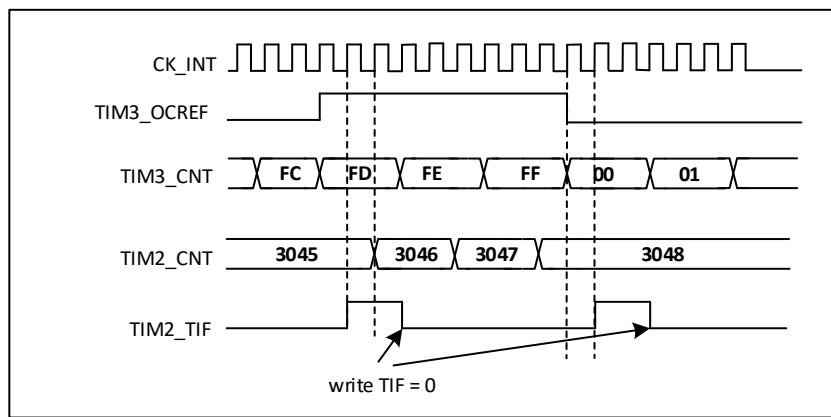 CK_INT
TIM3_OCREF
TIM3_CNT FC FD FE FF 00 01
TIM2_CNT 3045 3046 3047 3048
TIM2_TIF
write TIF = 0